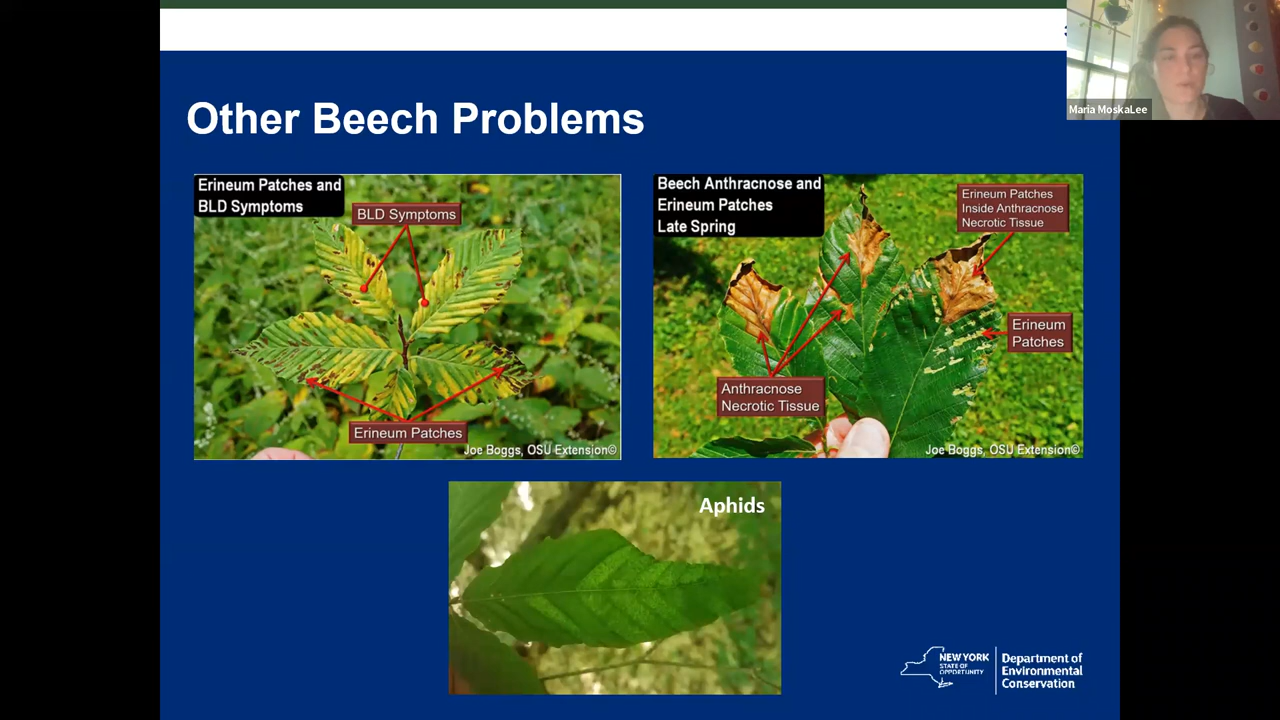 Maria MoskaLee
Other Beech Problems
Erineum Patches and
BLD Symptoms
BLD Symptoms
Erineum Patches
Joe Boggs, OSU Extension©
Beech Anthracnose and
Erineum Patches
Late Spring
Erineum Patches
Inside Anthracnose
Necrotic Tissue
Erineum
Patches
Anthracnose
Necrotic Tissue
Joe Boggs, OSU Extension©
Aphids
NEW YORK
STATE OF
OPPORTUNITY
Department of
Environmental
Conservation